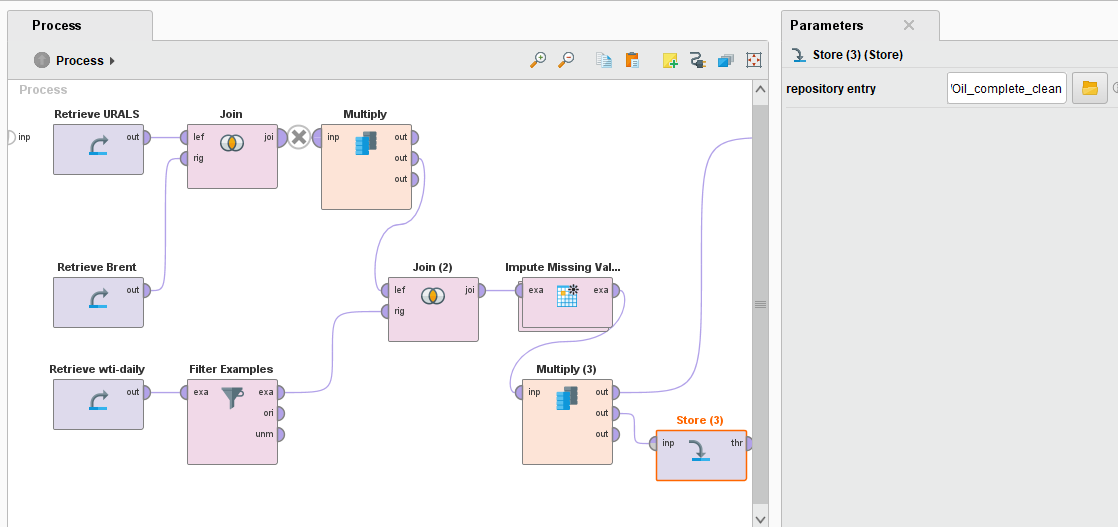 Process
Parameters
Process
Store (3) (Store)
repository entry
'Oil_complete_clean
Process
inp
Retrieve URALS
out
Join
lef
joi
rig
Multiply
inp
out
out
out
Retrieve Brent
out
Join (2)
lef
joi
rig
Impute Missing Val...
exa
exa
Retrieve wti-daily
out
Filter Examples
exa
exa
ori
unm
Multiply (3)
inp
out
out
out
Store (3)
inp
thr